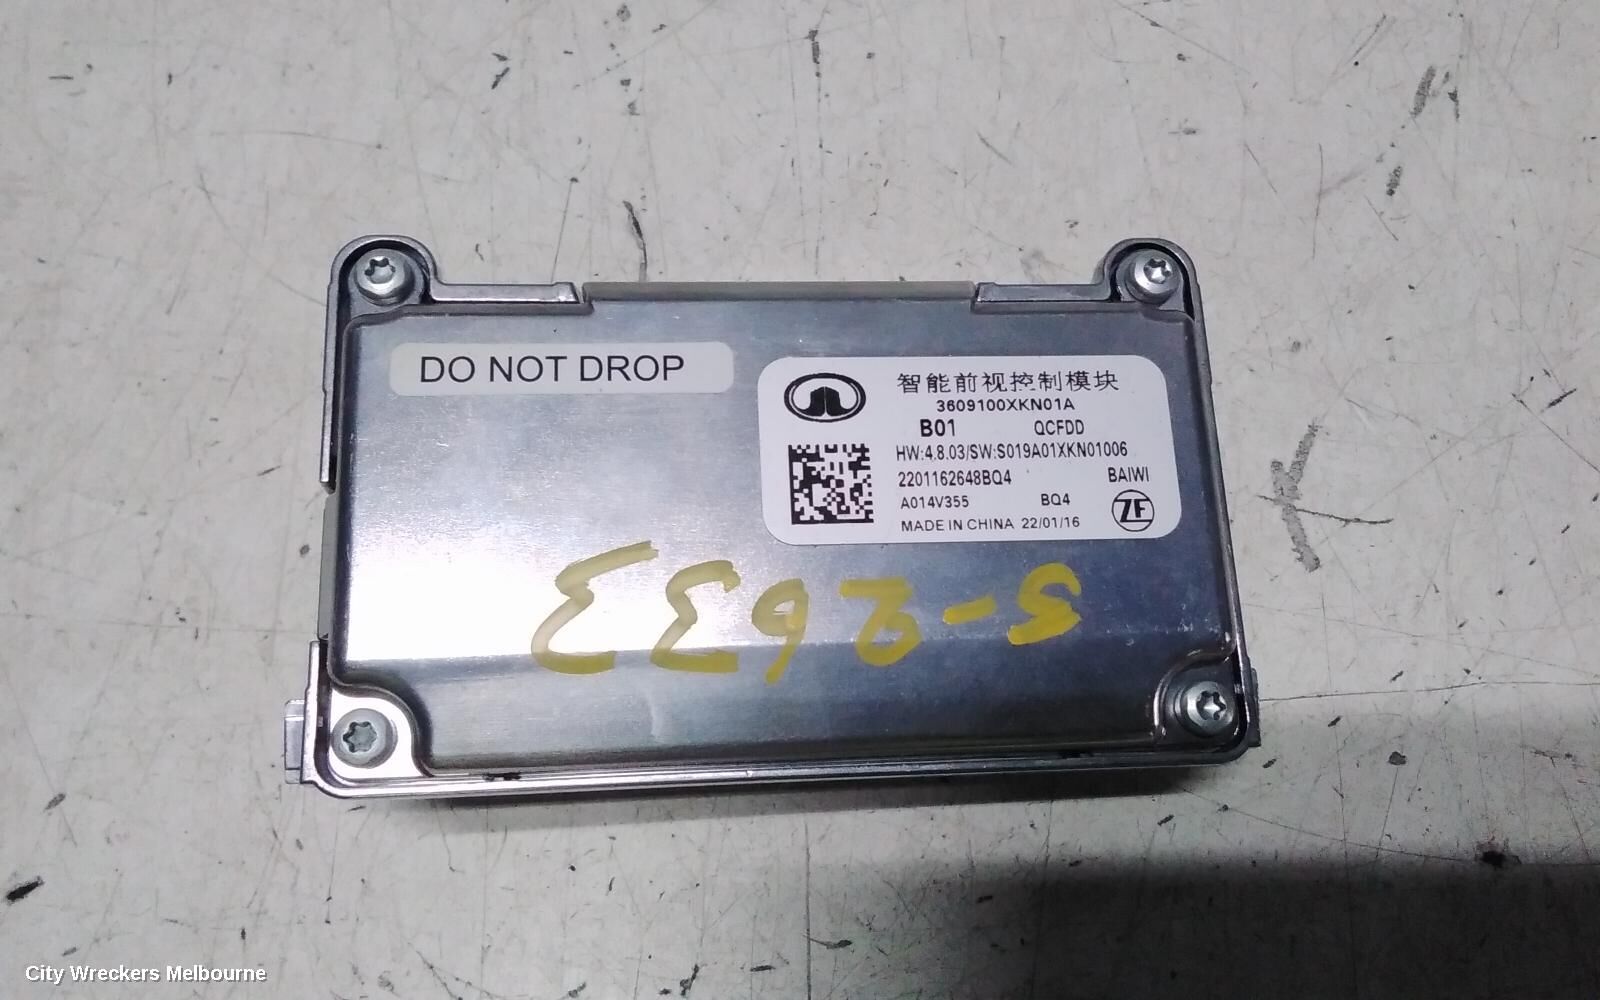 DO NOT DROP
智能前视控制模块
3609100XKN01A
B01 QCFDD
HW:4.8.03/SW:S019A01XKN01006
2201162648BQ4 BAIWI
A014V355 BQ4
MADE IN CHINA 22/01/16 ZF
S-2633
City Wreckers Melbourne